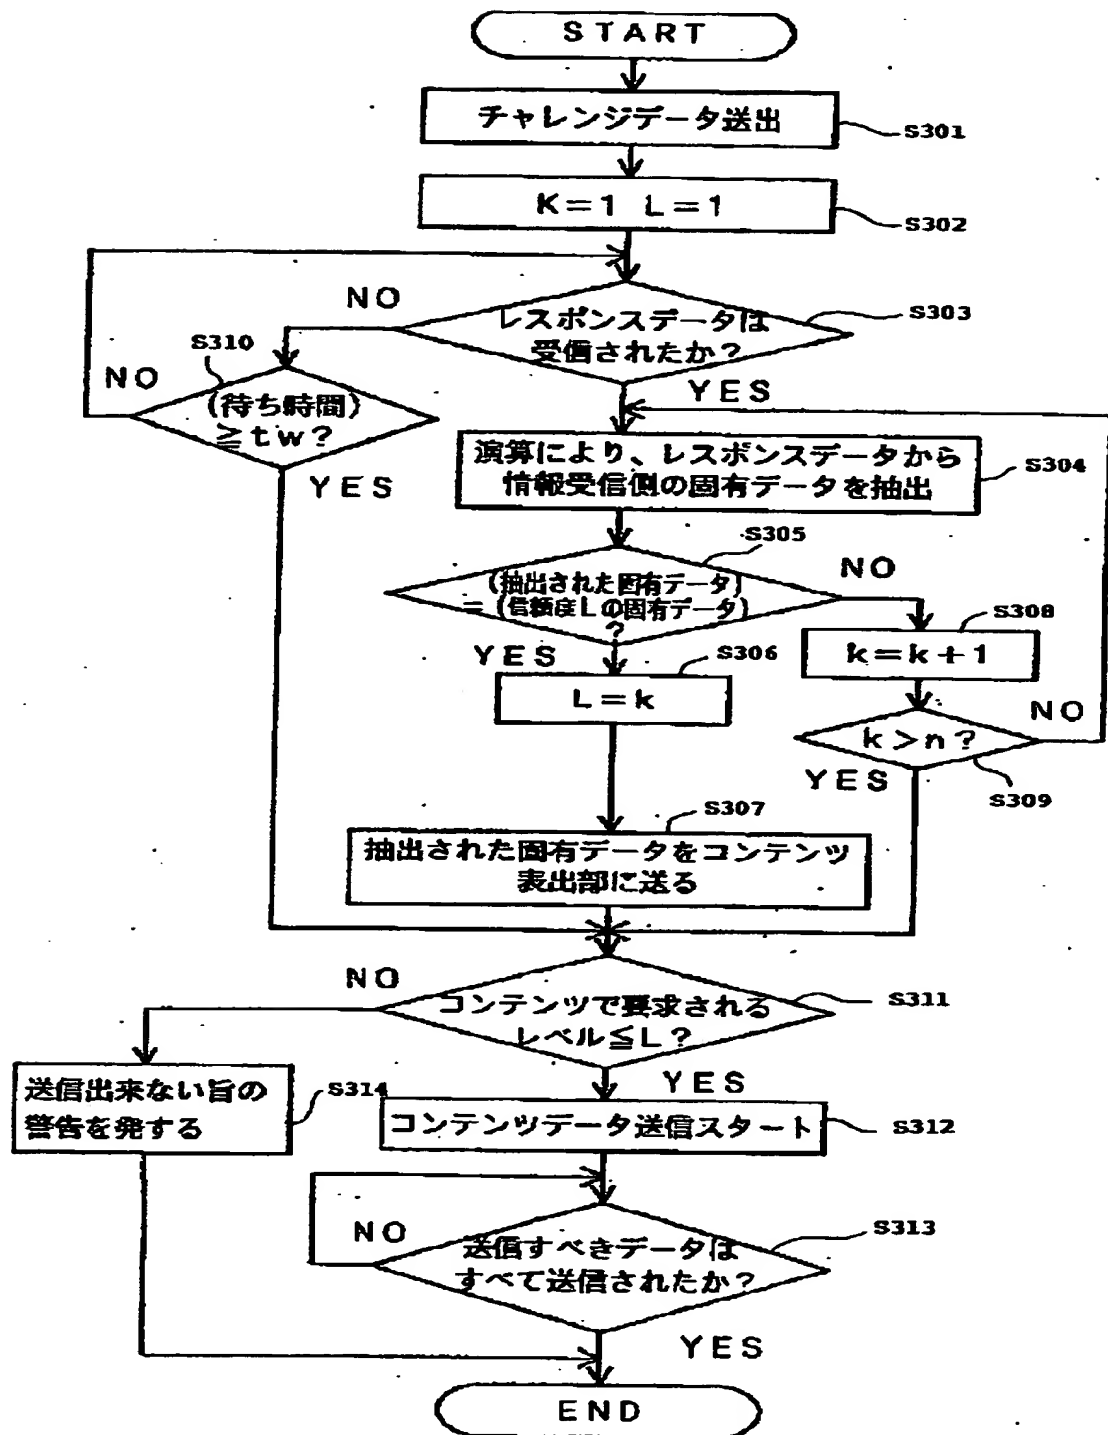 START
チャレンジデータ送出
S301
K=1 L=1
S302
NO
レスポンスデータは
受信されたか?
S303
S310
NO
(待ち時間)
≧tw?
YES
YES
演算により、レスポンスデータから
情報受信側の固有データを抽出
S304
S305
(抽出された固有データ)
=(信頼度Lの固有データ)
?
NO
YES
S306
L=k
S308
k=k+1
k>n?
NO
YES
S309
S307
抽出された固有データをコンテンツ
表出部に送る
NO
コンテンツで要求される
レベル≦L?
S311
YES
送信出来ない旨の
警告を発する
S314
コンテンツデータ送信スタート
S312
NO
送信すべきデータは
すべて送信されたか?
S313
YES
END